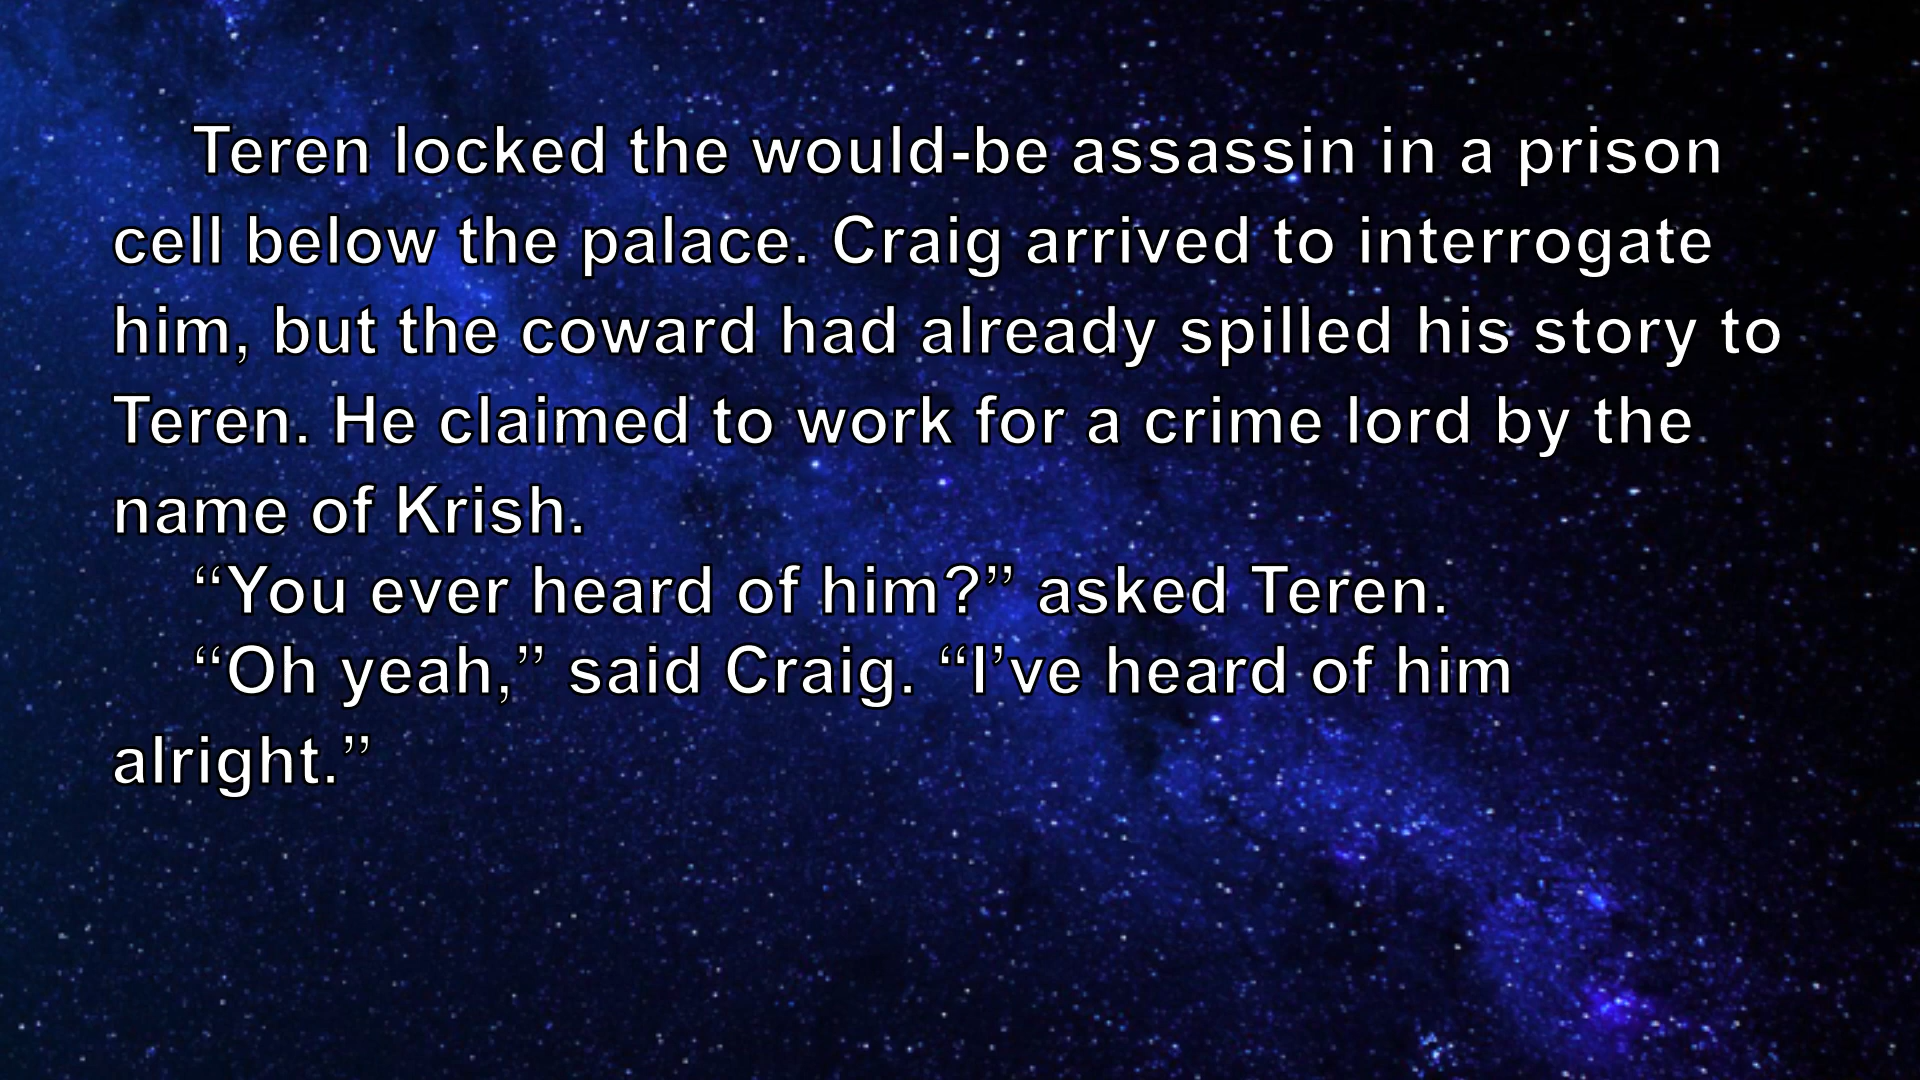 Teren locked the would-be assassin in a prison
cell below the palace. Craig arrived to interrogate
him, but the coward had already spilled his story to
Teren. He claimed to work for a crime lord by the
name of Krish.
“You ever heard of him?” asked Teren.
“Oh yeah,” said Craig. “I’ve heard of him
alright.”